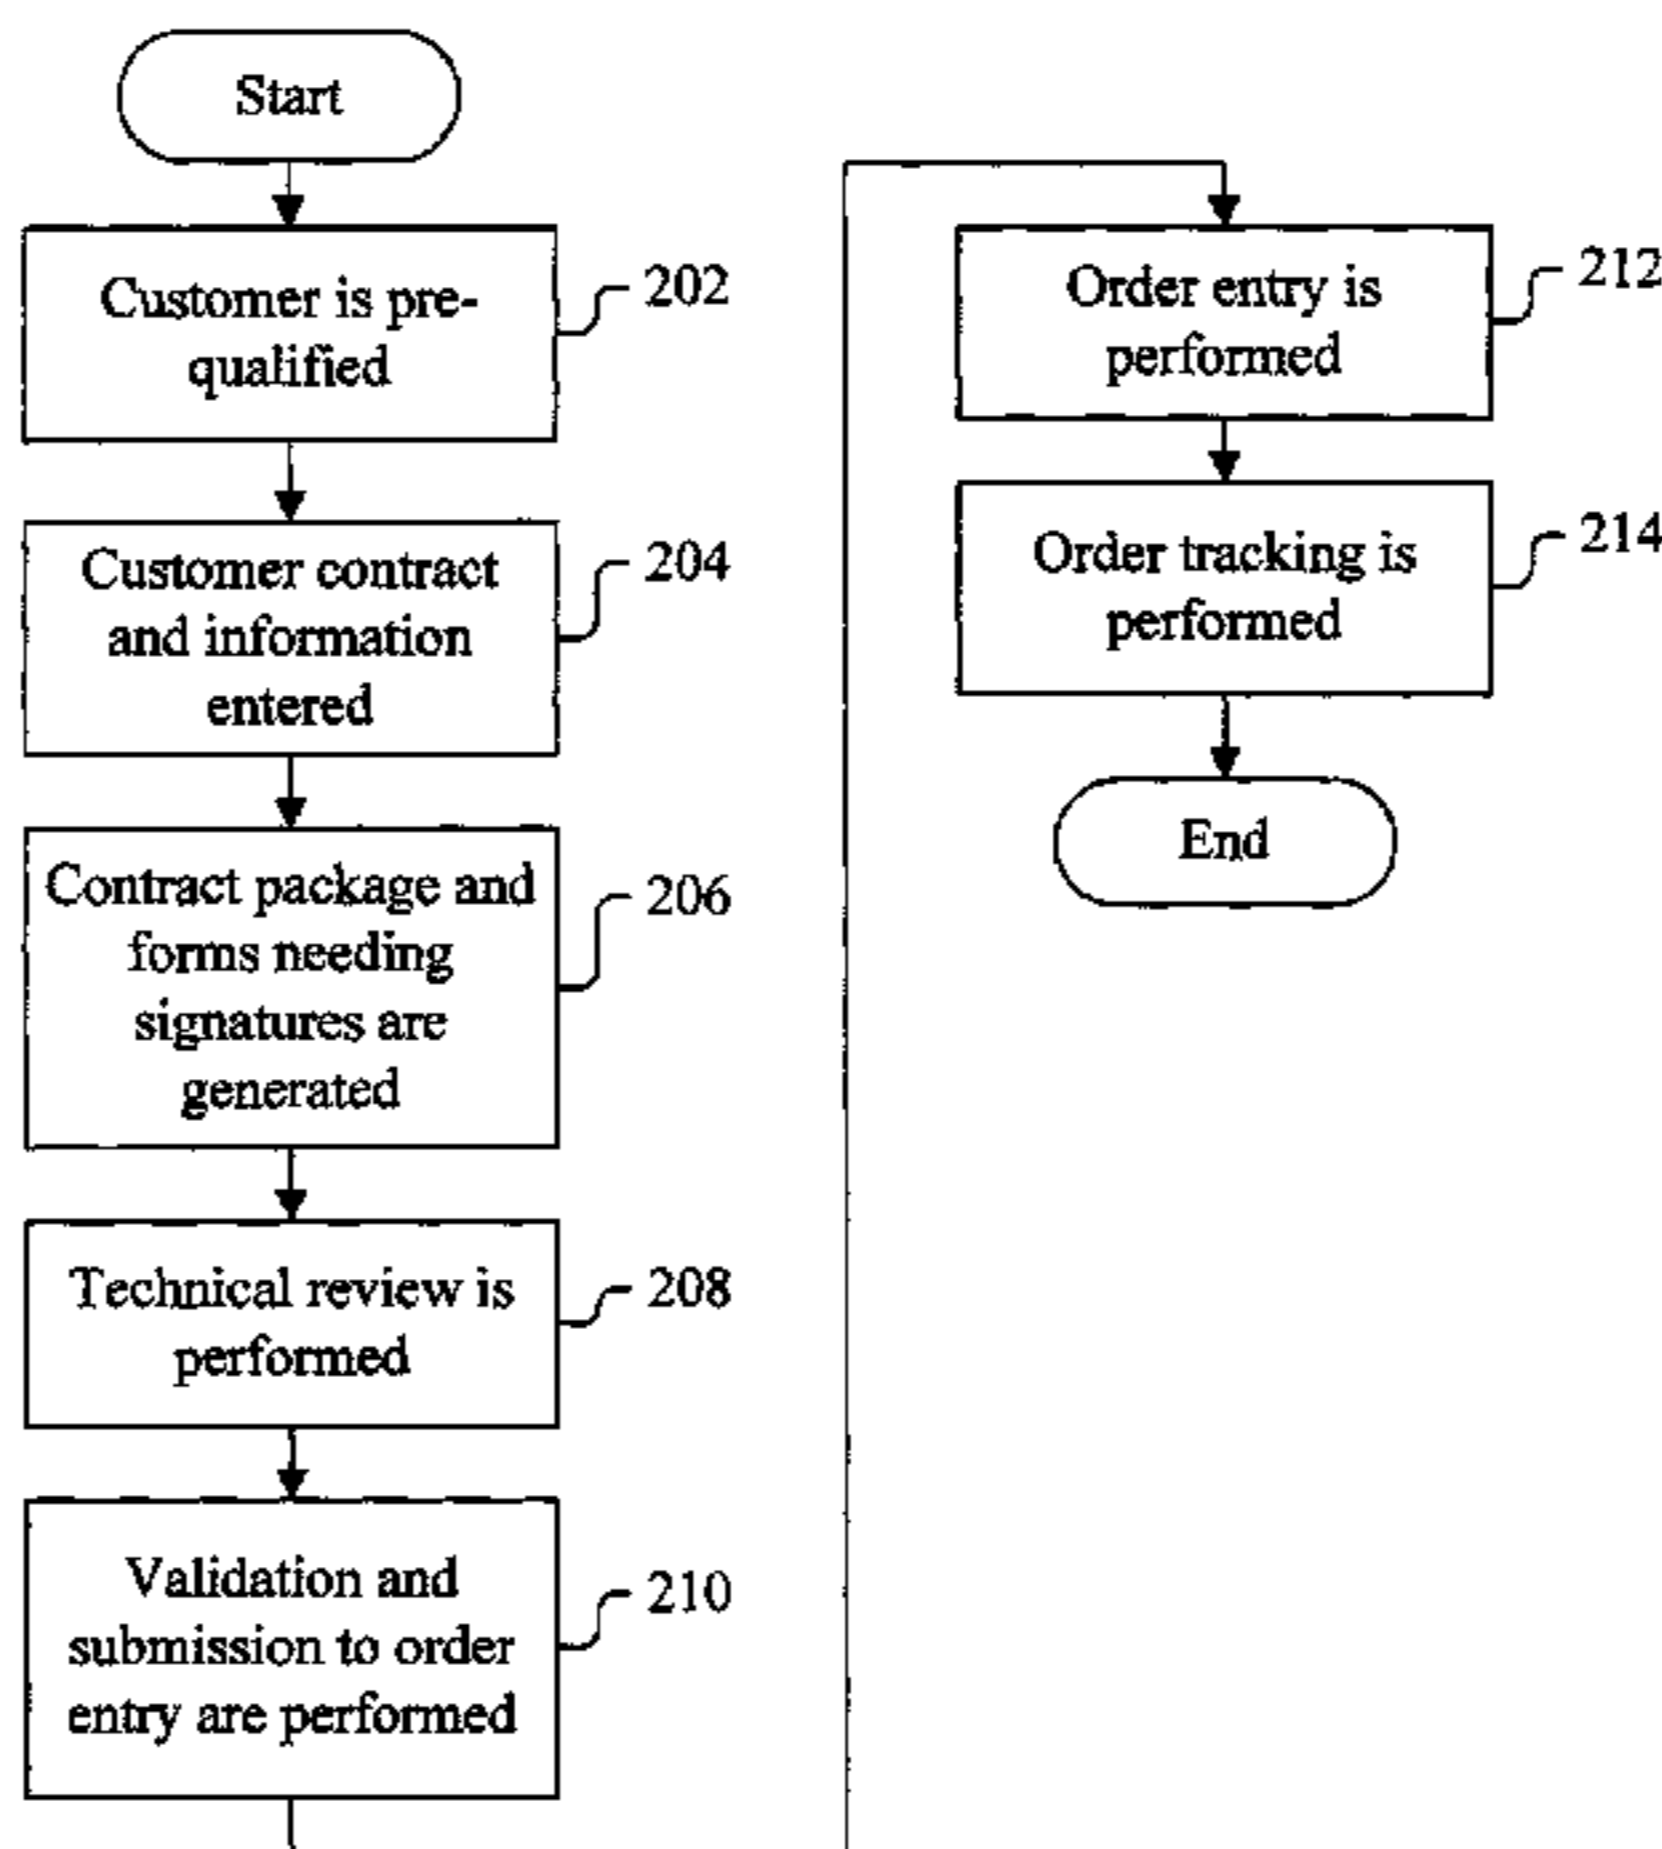 Start
Customer is pre-
qualified
202
Customer contract
and information
entered
204
Contract package and
forms needing
signatures are
generated
206
Technical review is
performed
208
Validation and
submission to order
entry are performed
210
Order entry is
performed
212
Order tracking is
performed
214
End